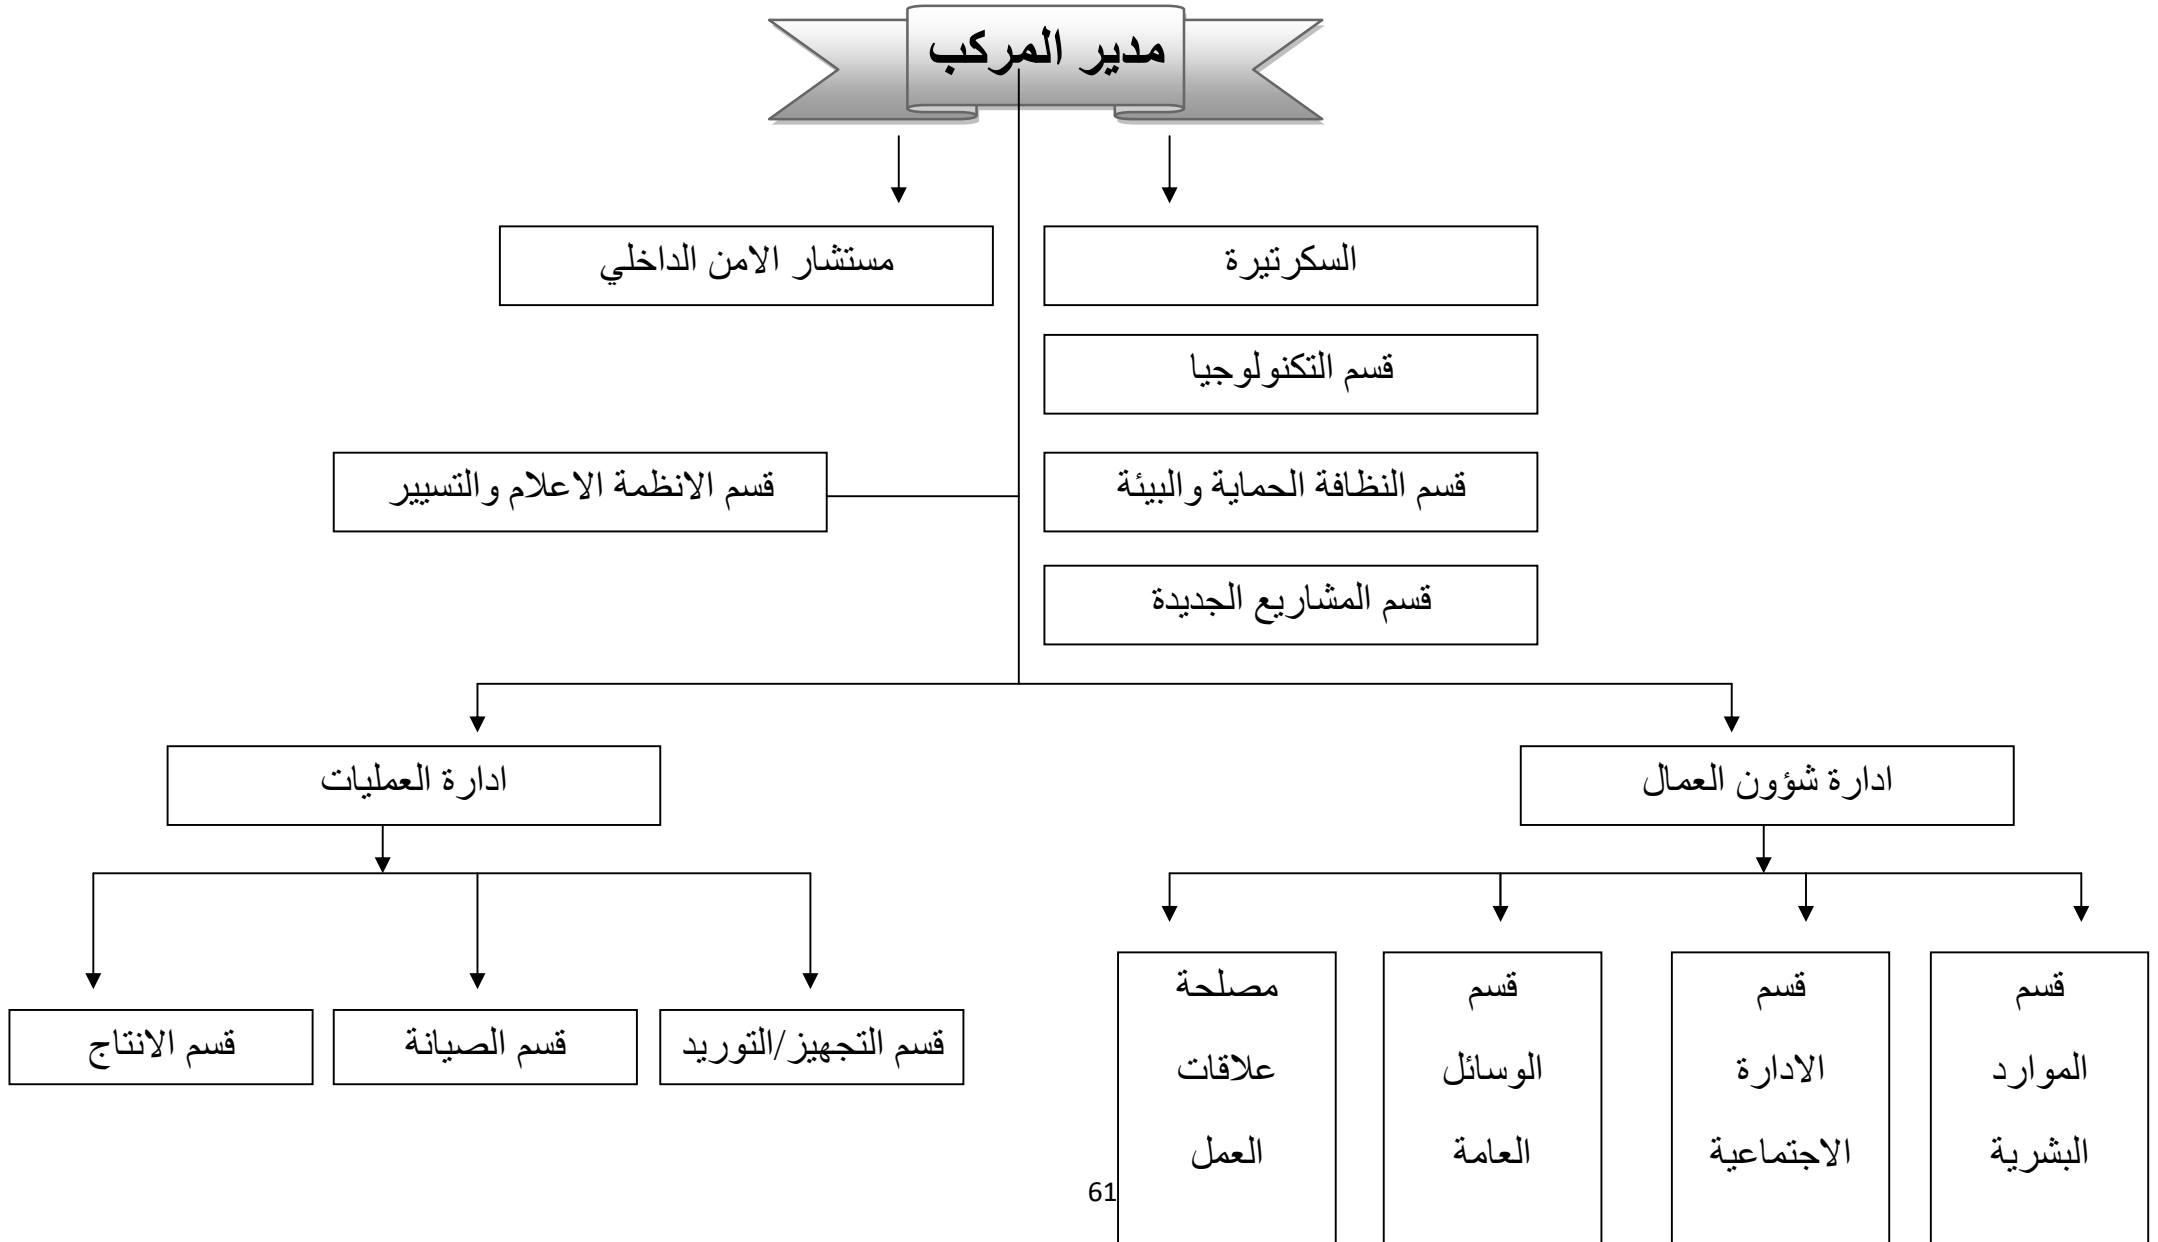 مدير المركب
السكرتيرة
مستشار الامن الداخلي
قسم التكنولوجيا
قسم النظافة الحماية والبيئة
قسم الانظمة الاعلام والتسيير
قسم المشاريع الجديدة
ادارة شؤون العمال
ادارة العمليات
قسم
الموارد
البشرية
قسم
الادارة
الاجتماعية
قسم
الوسائل
العامة
مصلحة
علاقات
العمل
قسم التجهيز/التوريد
قسم الصيانة
قسم الانتاج
61